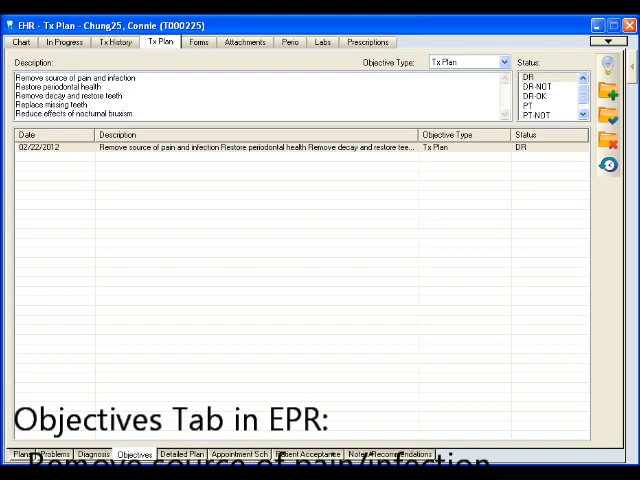 EHR - Tx Plan - Chung25, Connie (T000225)
Chart In Progress Tx History Tx Plan Forms Attachments Perio Labs Prescriptions
Description: Objective Type: Tx Plan Status:
Remove source of pain and infection
Restore periodontal health
Remove decay and restore teeth
Replace missing teeth
Reduce effects of nocturnal bruxism
DR
DR-NOT
DR-OK
PT
PT-NOT
Date Description Objective Type Status
02/22/2012 Remove source of pain and infection Restore periodontal health Remove decay and restore tee... Tx Plan DR
Objectives Tab in EPR:
Plans Problems Diagnosis Objectives Detailed Plan Appointment Sch Patient Acceptance Notes/Recommendations
Remove source of pain/infection